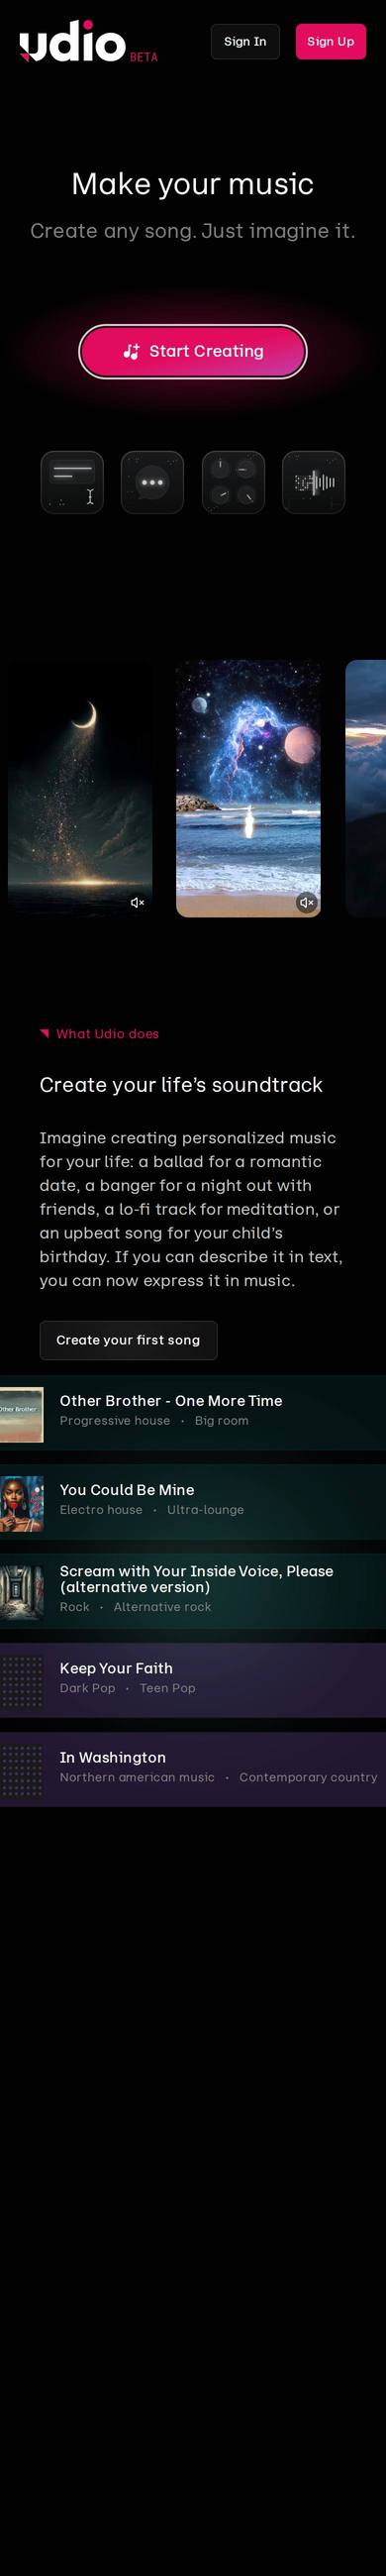 udio BETA
Sign In
Sign Up
Make your music
Create any song. Just imagine it.
Start Creating
What Udio does
Create your life’s soundtrack
Imagine creating personalized music
for your life: a ballad for a romantic
date, a banger for a night out with
friends, a lo-fi track for meditation, or
an upbeat song for your child’s
birthday. If you can describe it in text,
you can now express it in music.
Create your first song
Other Brother
Other Brother - One More Time
Progressive house • Big room
You Could Be Mine
Electro house • Ultra-lounge
Scream with Your Inside Voice, Please
(alternative version)
Rock • Alternative rock
Keep Your Faith
Dark Pop • Teen Pop
In Washington
Northern american music • Contemporary country